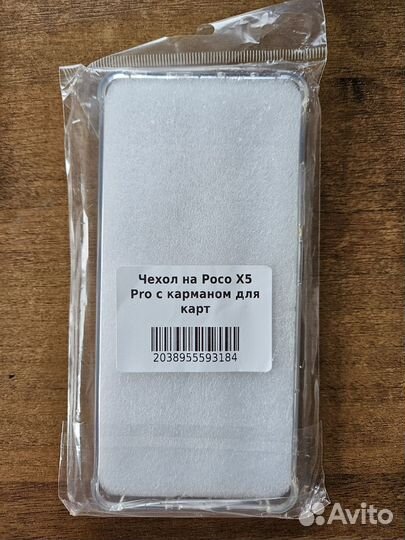 Чехол на Poco X5
Pro с карманом для
карт
2038955593184
Avito